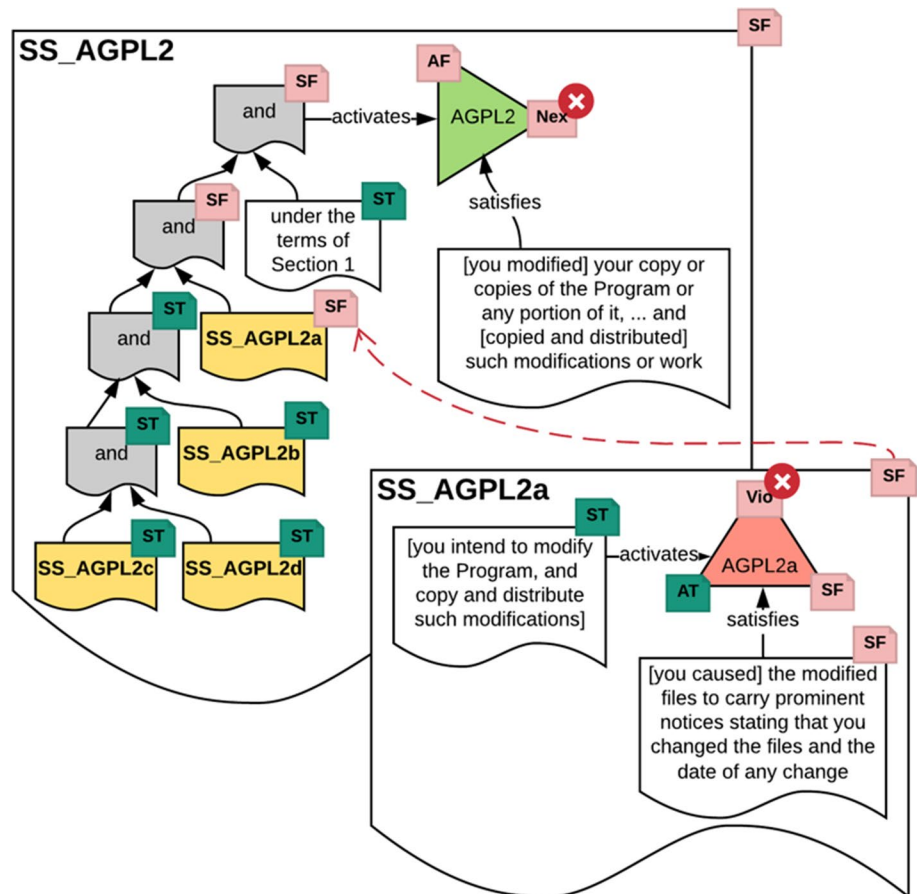 SF
SS_AGPL2
SF
and
activates
AF
AGPL2
Nex
satisfies
SF
and
ST
under the
terms of
Section 1
[you modified] your copy or
copies of the Program or
any portion of it, ... and
[copied and distributed]
such modifications or work
ST
and
SF
SS_AGPL2a
ST
and
ST
SS_AGPL2b
ST
SS_AGPL2c
ST
SS_AGPL2d
SF
SS_AGPL2a
ST
[you intend to modify
the Program, and
copy and distribute
such modifications]
activates
Vio
AGPL2a
AT
SF
satisfies
SF
[you caused] the modified
files to carry prominent
notices stating that you
changed the files and the
date of any change